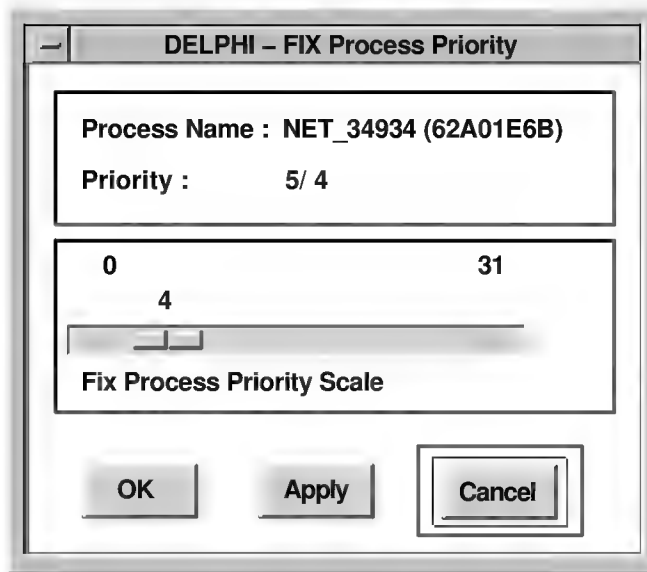 DELPHI – FIX Process Priority
Process Name : NET_34934 (62A01E6B)
Priority : 5/ 4
0 31
4
Fix Process Priority Scale
OK Apply Cancel